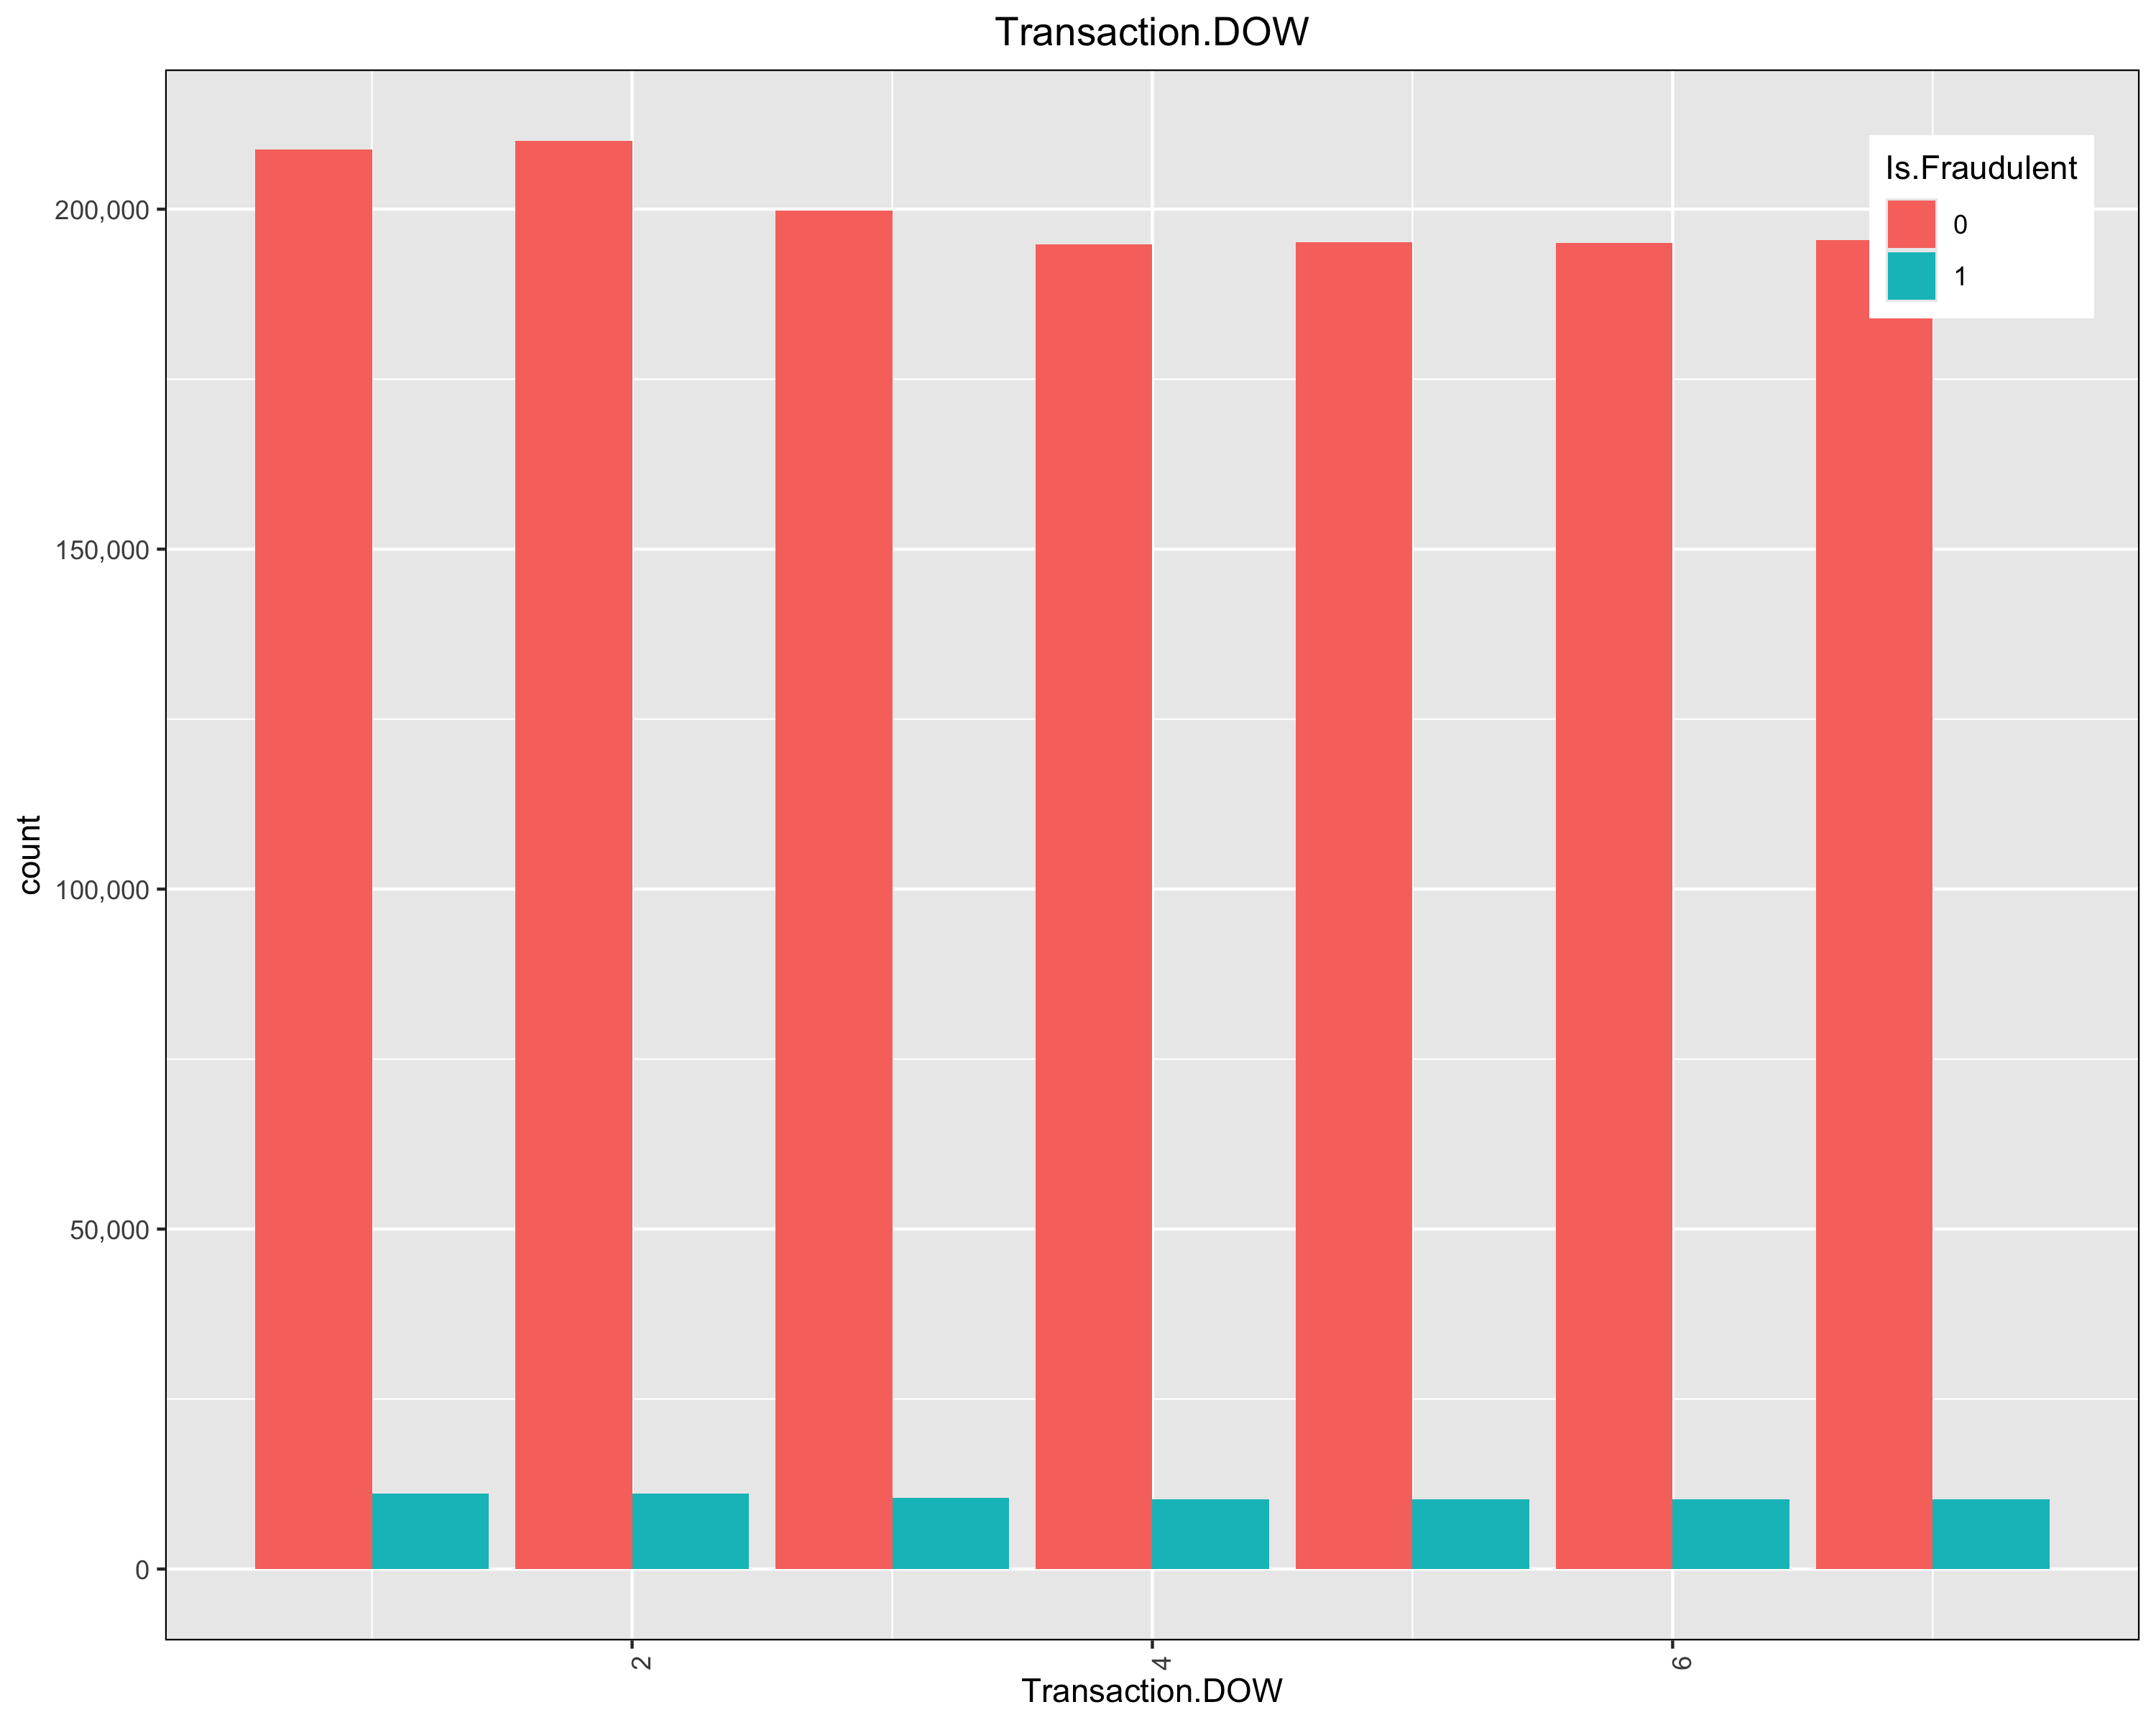 Transaction.DOW
Is.Fraudulent
0
1
200,000
150,000
100,000
50,000
0
count
2
4
6
Transaction.DOW